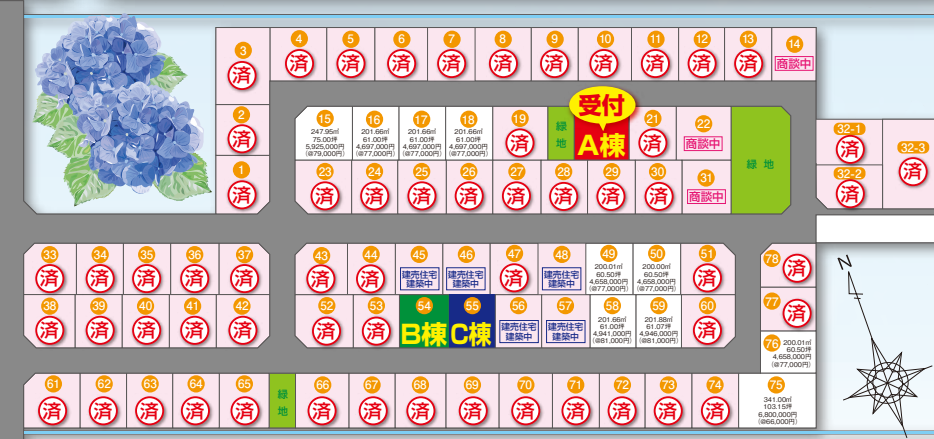 3
済
2
済
1
済
4
済
5
済
6
済
7
済
8
済
9
済
10
済
11
済
12
済
13
済
14
商談中
15
247.95㎡
75.00坪
5,925,000円
(@79,000円)
16
201.66㎡
61.00坪
4,697,000円
(@77,000円)
17
201.66㎡
61.00坪
4,697,000円
(@77,000円)
18
201.66㎡
61.00坪
4,697,000円
(@77,000円)
19
済
緑
地
受付
A棟
21
済
22
商談中
緑地
23
済
24
済
25
済
26
済
27
済
28
済
29
済
30
済
31
商談中
32-1
済
32-2
済
32-3
済
33
済
34
済
35
済
36
済
37
済
38
済
39
済
40
済
41
済
42
済
43
済
44
済
45
建売住宅
建築中
46
建売住宅
建築中
47
済
48
建売住宅
建築中
49
200.01㎡
60.50坪
4,658,000円
(@77,000円)
50
200.00㎡
60.50坪
4,658,000円
(@77,000円)
51
済
52
済
53
済
54
B棟
55
C棟
56
建売住宅
建築中
57
建売住宅
建築中
58
201.66㎡
61.00坪
4,941,000円
(@81,000円)
59
201.88㎡
61.07坪
4,946,000円
(@81,000円)
60
済
78
済
77
済
76
200.01㎡
60.50坪
4,658,000円
(@77,000円)
N
61
済
62
済
63
済
64
済
65
済
緑
地
66
済
67
済
68
済
69
済
70
済
71
済
72
済
73
済
74
済
75
341.00㎡
103.15坪
6,800,000円
(@66,000円)